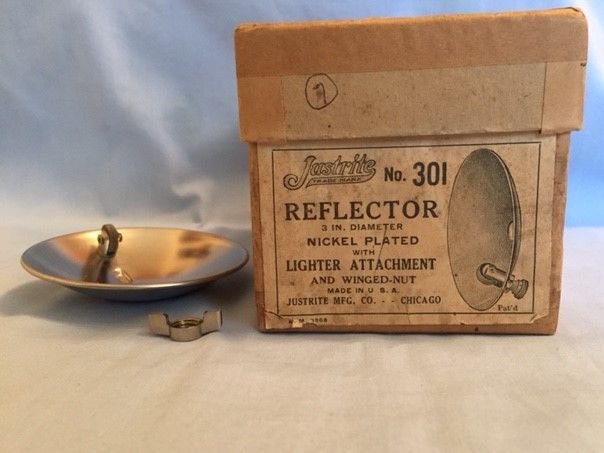 Justrite
TRADE MARK
No. 301
REFLECTOR
3 IN. DIAMETER
NICKEL PLATED
WITH
LIGHTER ATTACHMENT
AND WINGED-NUT
MADE IN U. S. A.
JUSTRITE MFG. CO. - - CHICAGO
Pat'd